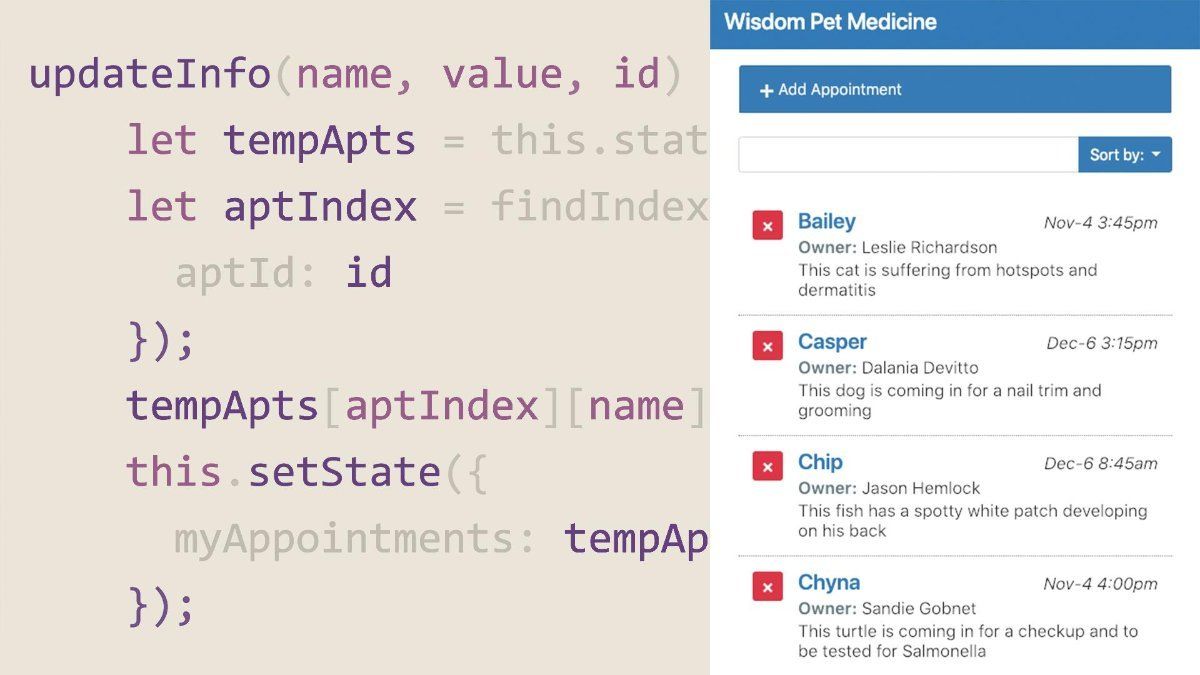 updateInfo(name, value, id)
let tempApts = this.stat
let aptIndex = findIndex
aptId: id
});
tempApts[aptIndex][name]
this.setState({
myAppointments: tempAp
});
Wisdom Pet Medicine
+ Add Appointment
Sort by:
× Bailey Nov-4 3:45pm
Owner: Leslie Richardson
This cat is suffering from hotspots and
dermatitis
× Casper Dec-6 3:15pm
Owner: Dalania Devitto
This dog is coming in for a nail trim and
grooming
× Chip Dec-6 8:45am
Owner: Jason Hemlock
This fish has a spotty white patch developing
on his back
× Chyna Nov-4 4:00pm
Owner: Sandie Gobnet
This turtle is coming in for a checkup and to
be tested for Salmonella